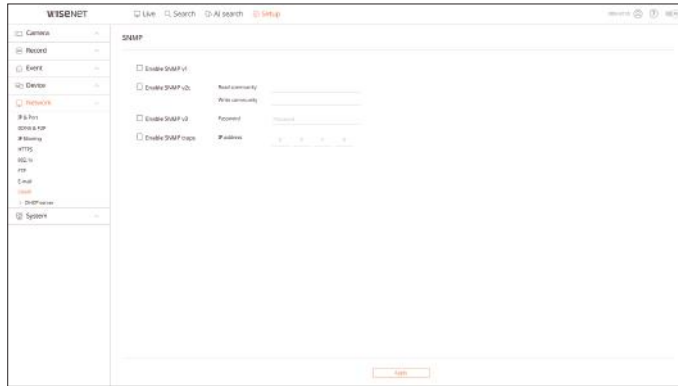 WISENET
Live Search AI search Setup
Camera
Record
Event
Device
Network
IP & Port
DDNS & P2P
IP filtering
HTTPS
802.1x
FTP
E-mail
SNMP
DHCP server
System
SNMP
Enable SNMP v1
Enable SNMP v2c Read community
Write community
Enable SNMP v3 Password
Enable SNMP traps IP address
Apply